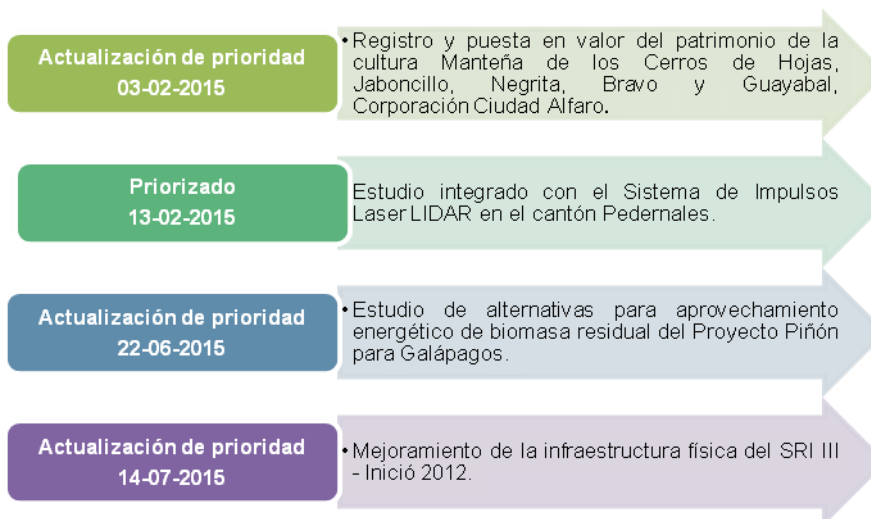 Actualización de prioridad
03-02-2015
•Registro y puesta en valor del patrimonio de la
cultura Manteña de los Cerros de Hojas,
Jaboncillo, Negrita, Bravo y Guayabal,
Corporación Ciudad Alfaro.
Priorizado
13-02-2015
Estudio integrado con el Sistema de Impulsos
Laser LIDAR en el cantón Pedernales.
Actualización de prioridad
22-06-2015
•Estudio de alternativas para aprovechamiento
energético de biomasa residual del Proyecto Piñón
para Galápagos.
Actualización de prioridad
14-07-2015
•Mejoramiento de la infraestructura física del SRI III
- Inició 2012.